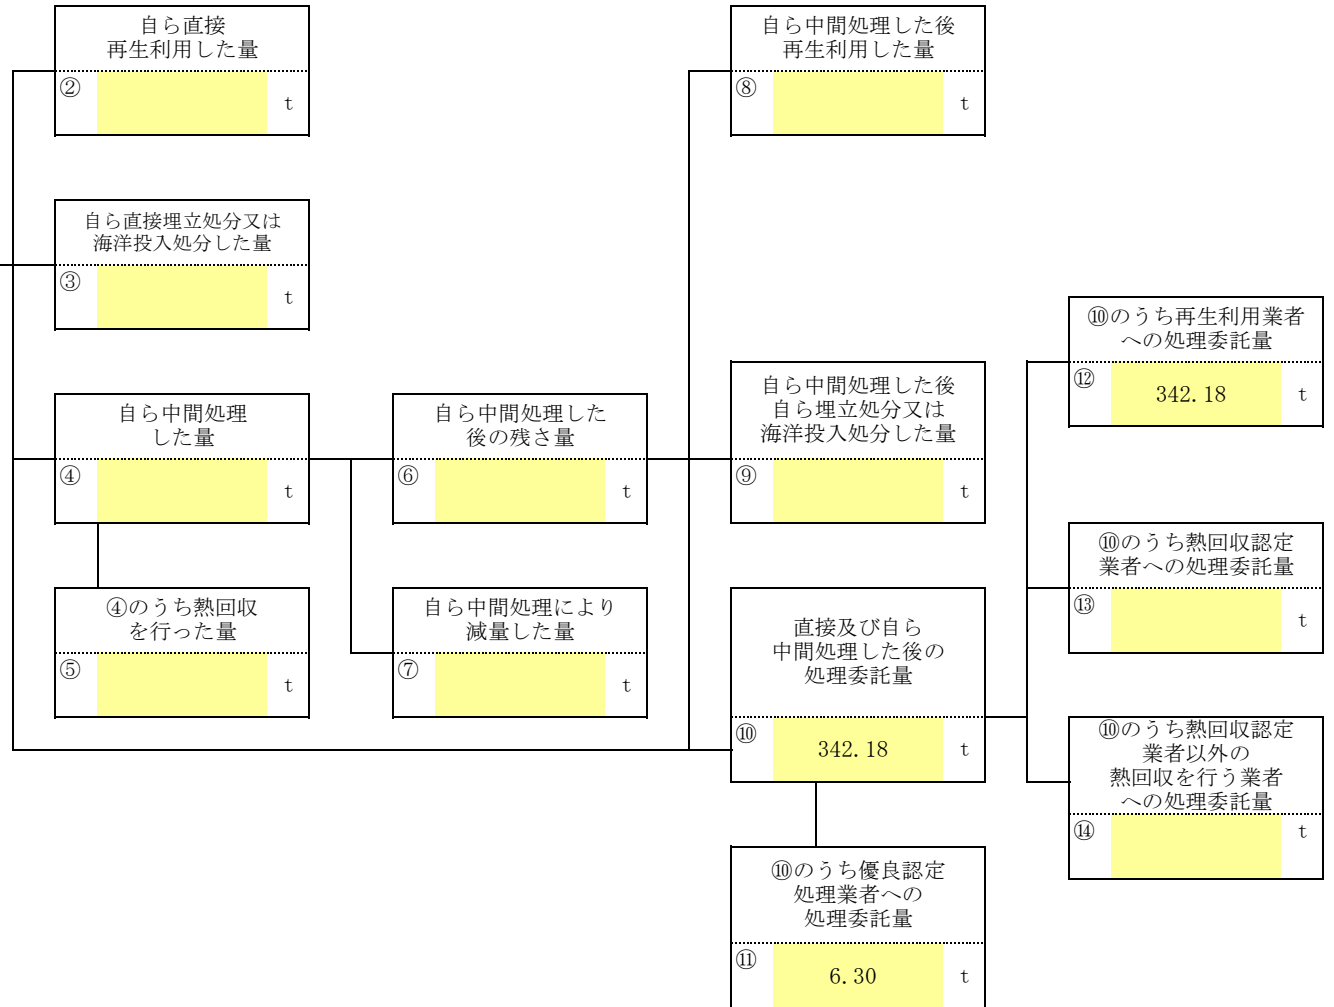 自ら直接
再生利用した量
②
t
自ら直接埋立処分又は
海洋投入処分した量
③
t
自ら中間処理
した量
④
t
④のうち熱回収
を行った量
⑤
t
自ら中間処理した
後の残さ量
⑥
t
自ら中間処理により
減量した量
⑦
t
自ら中間処理した後
再生利用した量
⑧
t
自ら中間処理した後
自ら埋立処分又は
海洋投入処分した量
⑨
t
直接及び自ら
中間処理した後の
処理委託量
⑩ 342.18 t
⑩のうち優良認定
処理業者への
処理委託量
⑪ 6.30 t
⑩のうち再生利用業者
への処理委託量
⑫ 342.18 t
⑩のうち熱回収認定
業者への処理委託量
⑬
t
⑩のうち熱回収認定
業者以外の
熱回収を行う業者
への処理委託量
⑭
t